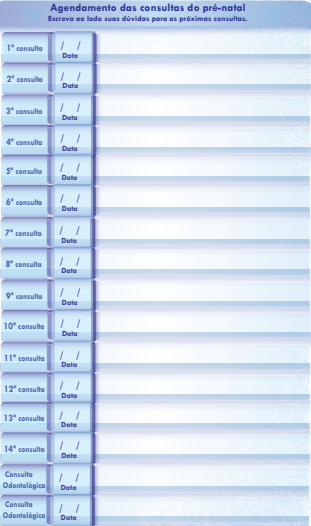 Agendamento das consultas do pré-natal
Escreva ao lado suas dúvidas para as próximas consultas.
1ª consulta / / Data
2ª consulta / / Data
3ª consulta / / Data
4ª consulta / / Data
5ª consulta / / Data
6ª consulta / / Data
7ª consulta / / Data
8ª consulta / / Data
9ª consulta / / Data
10ª consulta / / Data
11ª consulta / / Data
12ª consulta / / Data
13ª consulta / / Data
14ª consulta / / Data
Consulta
Odontológica / / Data
Consulta
Odontológica / / Data